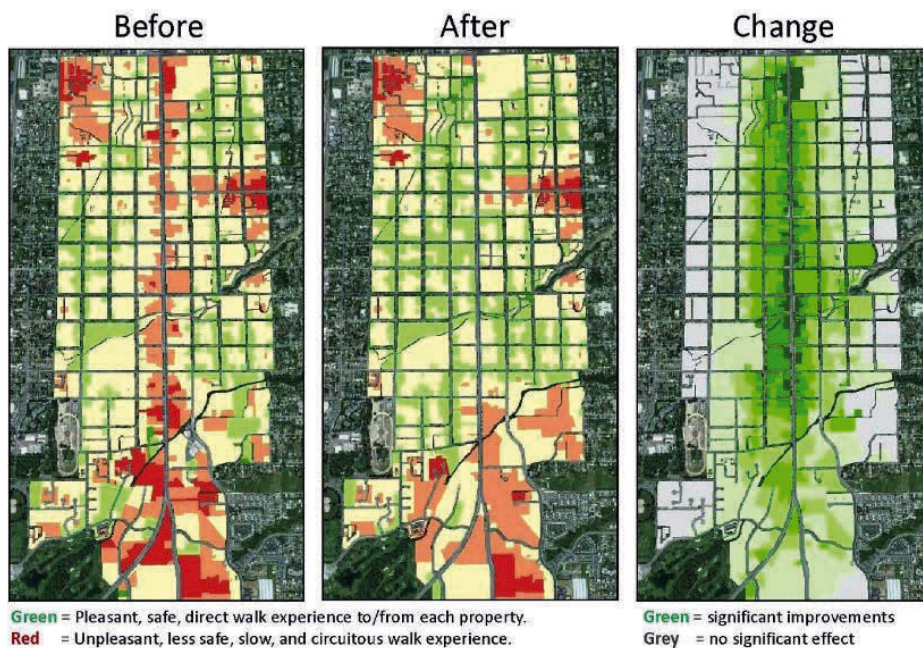 Before
After
Change
Green = Pleasant, safe, direct walk experience to/from each property.
Red = Unpleasant, less safe, slow, and circuitous walk experience.
Green = significant improvements
Grey = no significant effect